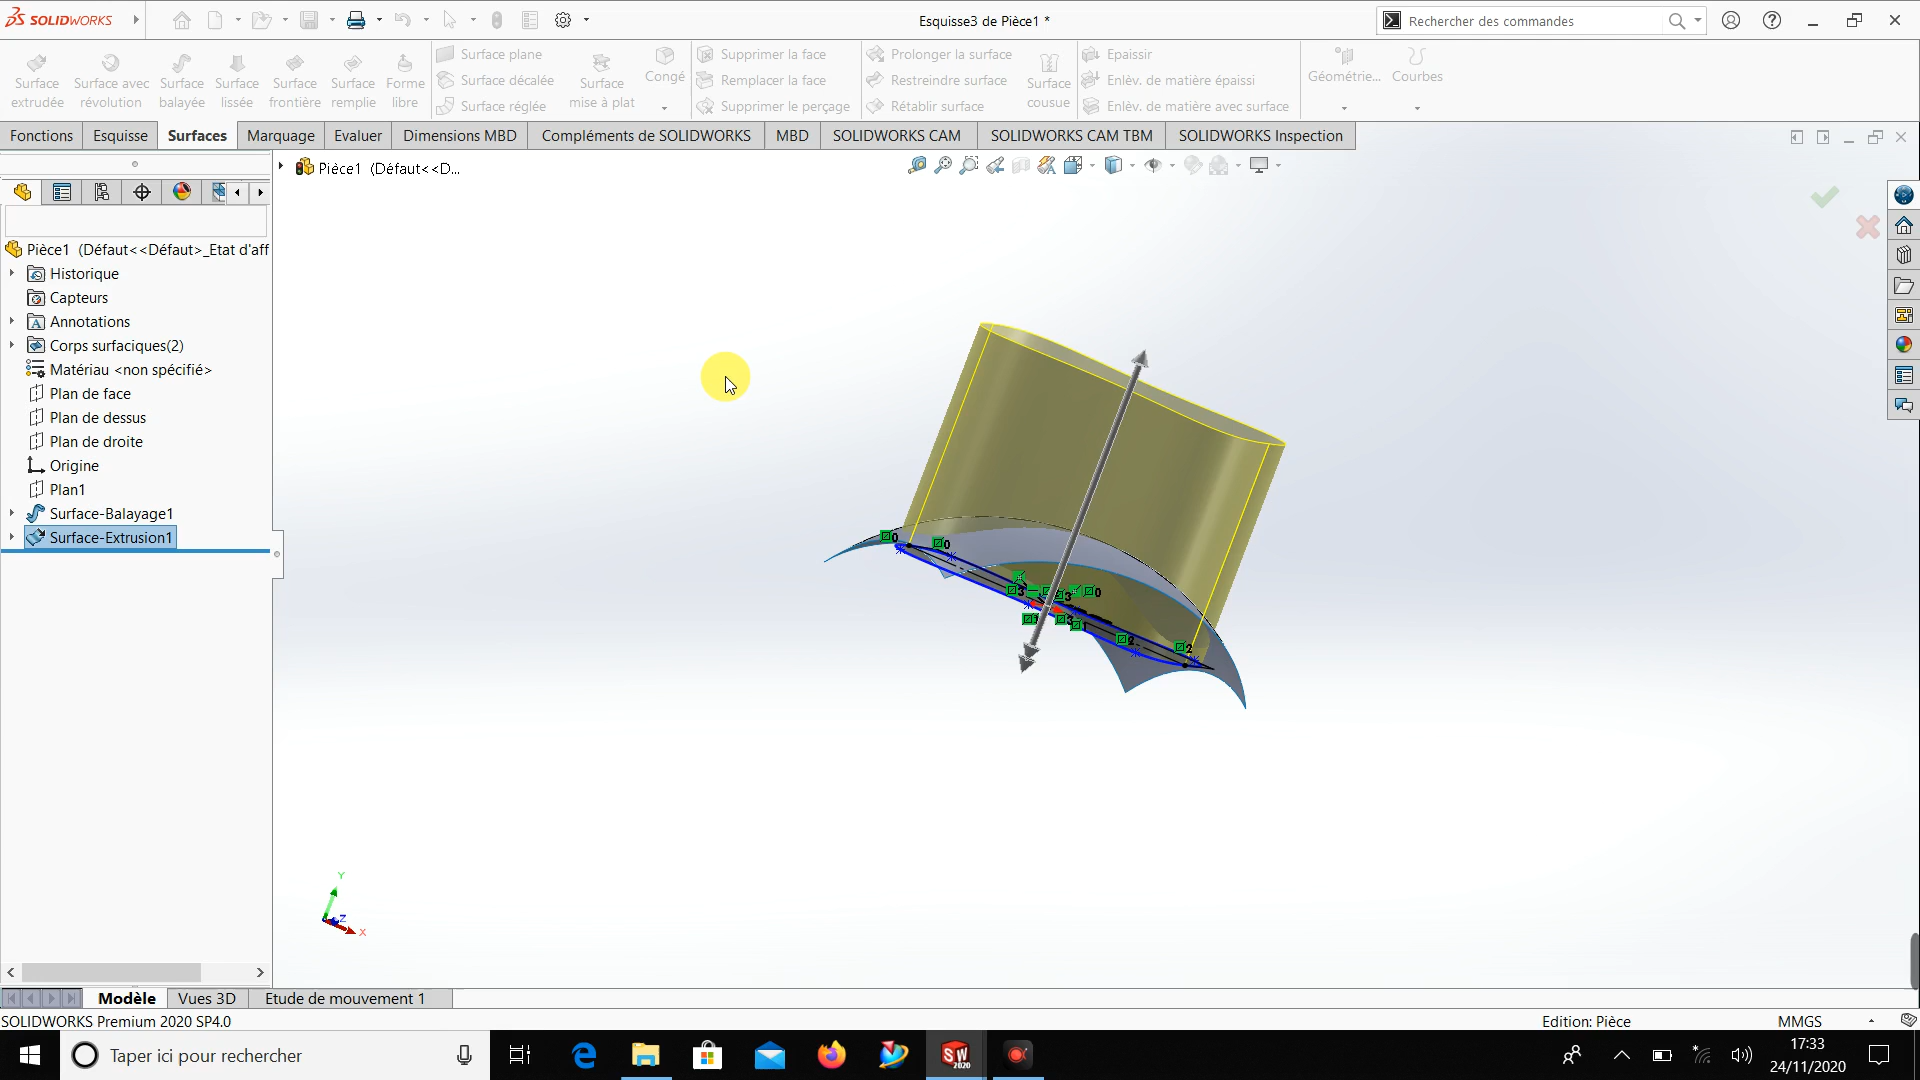 SOLIDWORKS
Esquisse3 de Pièce1 *
Rechercher des commandes
Surface extrudée
Surface avec révolution
Surface balayée
Surface lissée
Surface frontière
Surface remplie
Forme libre
Surface plane
Surface décalée
Surface réglée
Surface mise à plat
Congé
Supprimer la face
Remplacer la face
Supprimer le perçage
Prolonger la surface
Restreindre surface
Rétablir surface
Surface cousue
Epaissir
Enlèv. de matière épaissi
Enlèv. de matière avec surface
Géométrie...
Courbes
Fonctions
Esquisse
Surfaces
Marquage
Evaluer
Dimensions MBD
Compléments de SOLIDWORKS
MBD
SOLIDWORKS CAM
SOLIDWORKS CAM TBM
SOLIDWORKS Inspection
Pièce1 (Défaut<<D...
Pièce1 (Défaut<<Défaut>_Etat d'aff
Historique
Capteurs
Annotations
Corps surfaciques(2)
Matériau <non spécifié>
Plan de face
Plan de dessus
Plan de droite
Origine
Plan1
Surface-Balayage1
Surface-Extrusion1
Y
Z
X
Modèle
Vues 3D
Etude de mouvement 1
SOLIDWORKS Premium 2020 SP4.0
Edition: Pièce
MMGS
Taper ici pour rechercher
SW 2020
17:33
24/11/2020